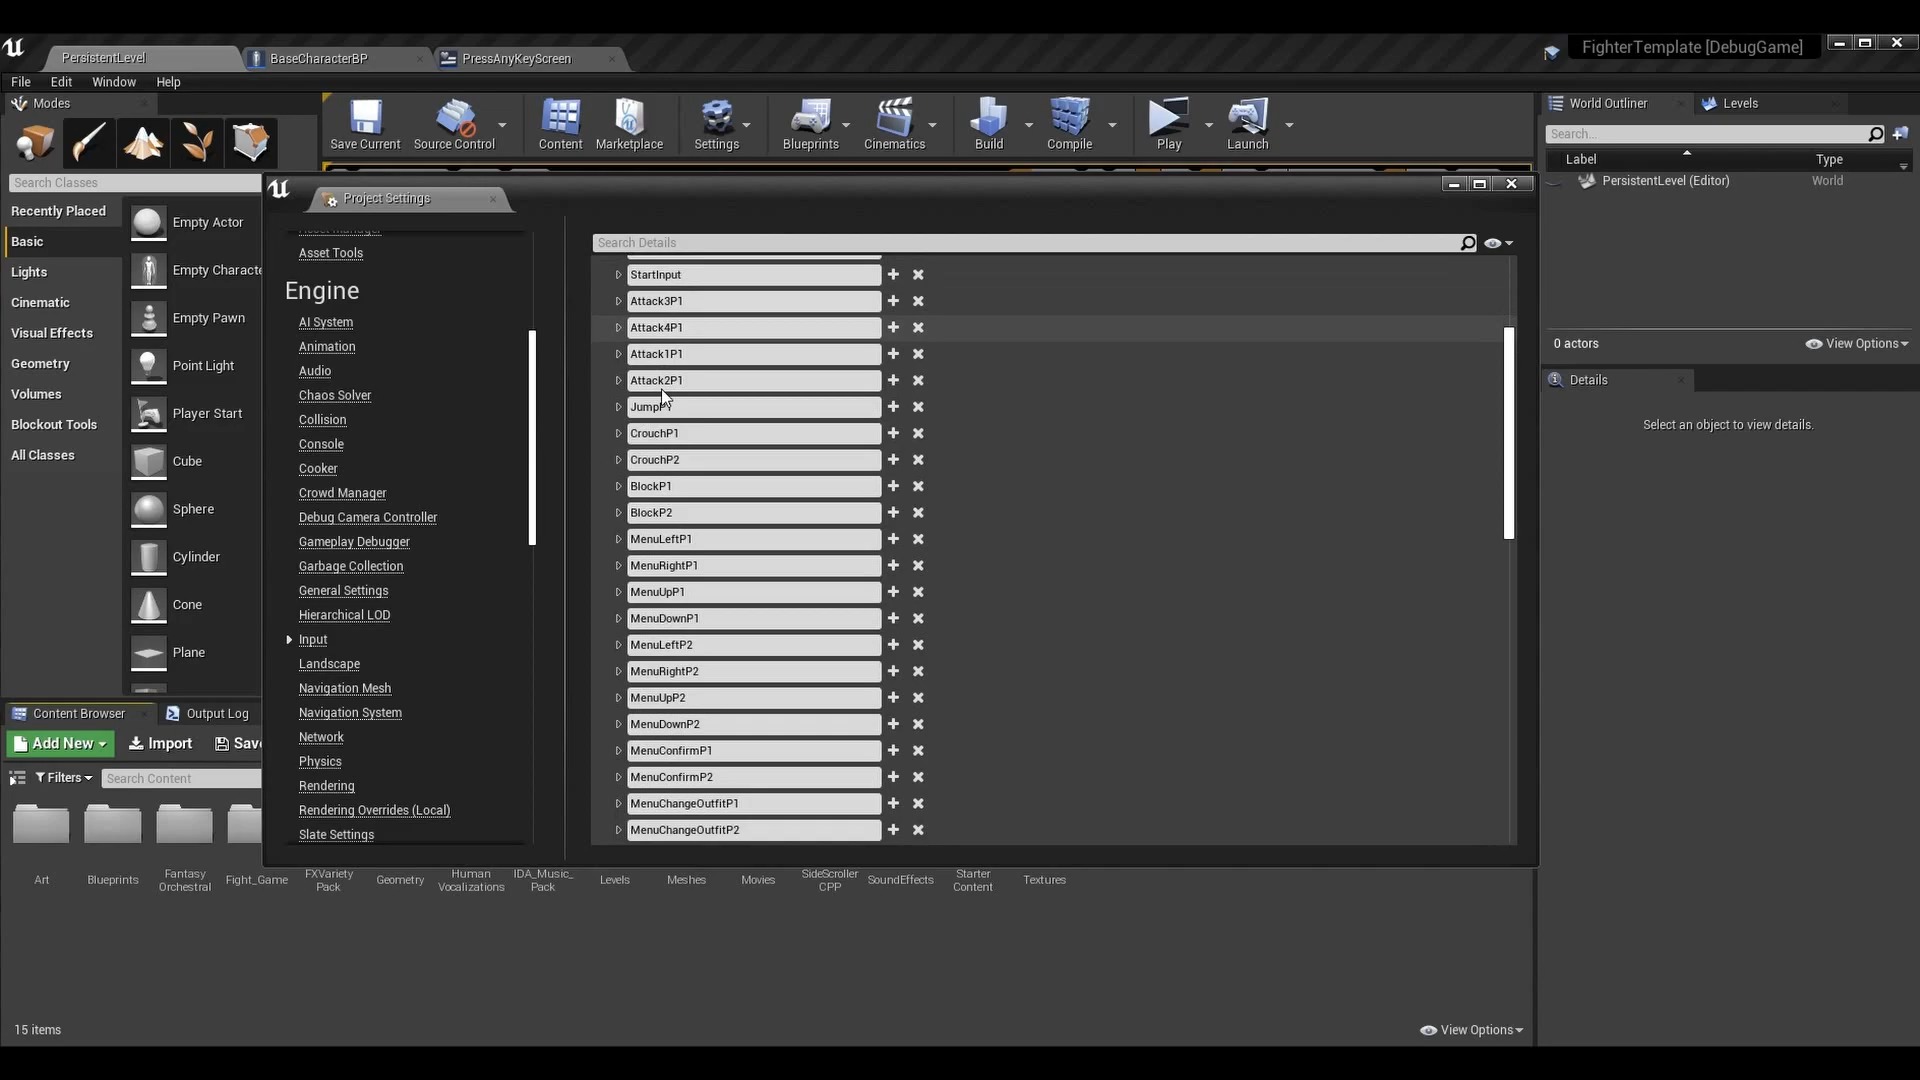 PersistentLevel
BaseCharacterBP
PressAnyKeyScreen
FighterTemplate [DebugGame]
File
Edit
Window
Help
Modes
Save Current
Source Control
Content
Marketplace
Settings
Blueprints
Cinematics
Build
Compile
Play
Launch
World Outliner
Levels
Search...
Label
Type
PersistentLevel (Editor)
World
0 actors
View Options
Details
Select an object to view details.
Search Classes
Recently Placed
Basic
Lights
Cinematic
Visual Effects
Geometry
Volumes
Blockout Tools
All Classes
Empty Actor
Empty Characte
Empty Pawn
Point Light
Player Start
Cube
Sphere
Cylinder
Cone
Plane
Project Settings
Asset Manager
Asset Tools
Engine
AI System
Animation
Audio
Chaos Solver
Collision
Console
Cooker
Crowd Manager
Debug Camera Controller
Gameplay Debugger
Garbage Collection
General Settings
Hierarchical LOD
Input
Landscape
Navigation Mesh
Navigation System
Network
Physics
Rendering
Rendering Overrides (Local)
Slate Settings
Search Details
StartInput
Attack3P1
Attack4P1
Attack1P1
Attack2P1
JumpP1
CrouchP1
CrouchP2
BlockP1
BlockP2
MenuLeftP1
MenuRightP1
MenuUpP1
MenuDownP1
MenuLeftP2
MenuRightP2
MenuUpP2
MenuDownP2
MenuConfirmP1
MenuConfirmP2
MenuChangeOutfitP1
MenuChangeOutfitP2
Content Browser
Output Log
Add New
Import
Save
Filters
Search Content
Art
Blueprints
Fantasy
Orchestral
Fight_Game
FXVariety
Pack
Geometry
Human
Vocalizations
IDA_Music_
Pack
Levels
Meshes
Movies
SideScroller
CPP
SoundEffects
Starter
Content
Textures
15 items
View Options